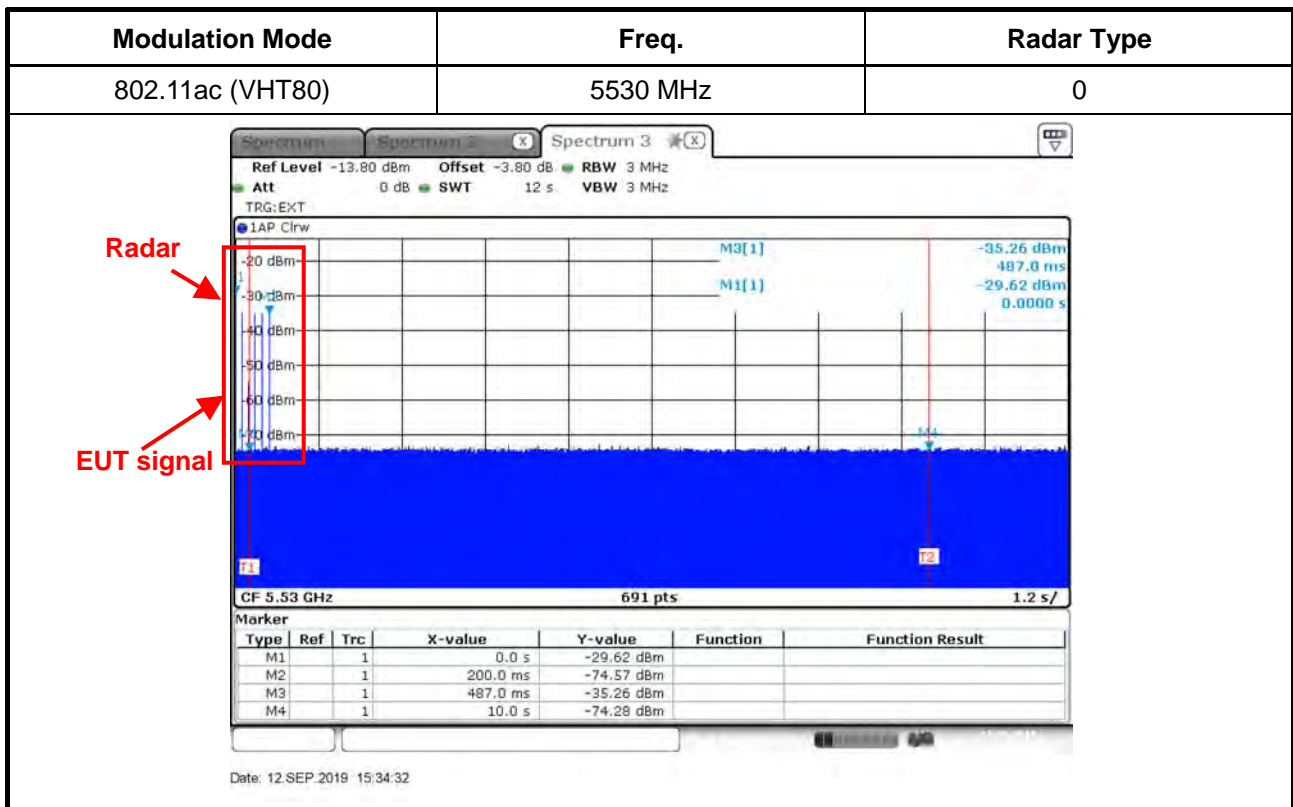 Modulation Mode Freq. Radar Type
802.11ac (VHT80) 5530 MHz 0
Spectrum Spectrum 2 X Spectrum 3 X
Ref Level -13.80 dBm Offset -3.80 dB RBW 3 MHz
Att 0 dB SWT 12 s VBW 3 MHz
TRG:EXT
1AP Clrw
Radar
M3[1] -35.26 dBm
-20 dBm
487.0 ms
M1[1] -29.62 dBm
-30 dBm
0.0000 s
-40 dBm
-50 dBm
-60 dBm
-70 dBm
M4
EUT signal
T1 T2
CF 5.53 GHz 691 pts 1.2 s/
Marker
Type Ref Trc X-value Y-value Function Function Result
M1 1 0.0 s -29.62 dBm
M2 1 200.0 ms -74.57 dBm
M3 1 487.0 ms -35.26 dBm
M4 1 10.0 s -74.28 dBm
Date: 12.SEP.2019 15:34:32